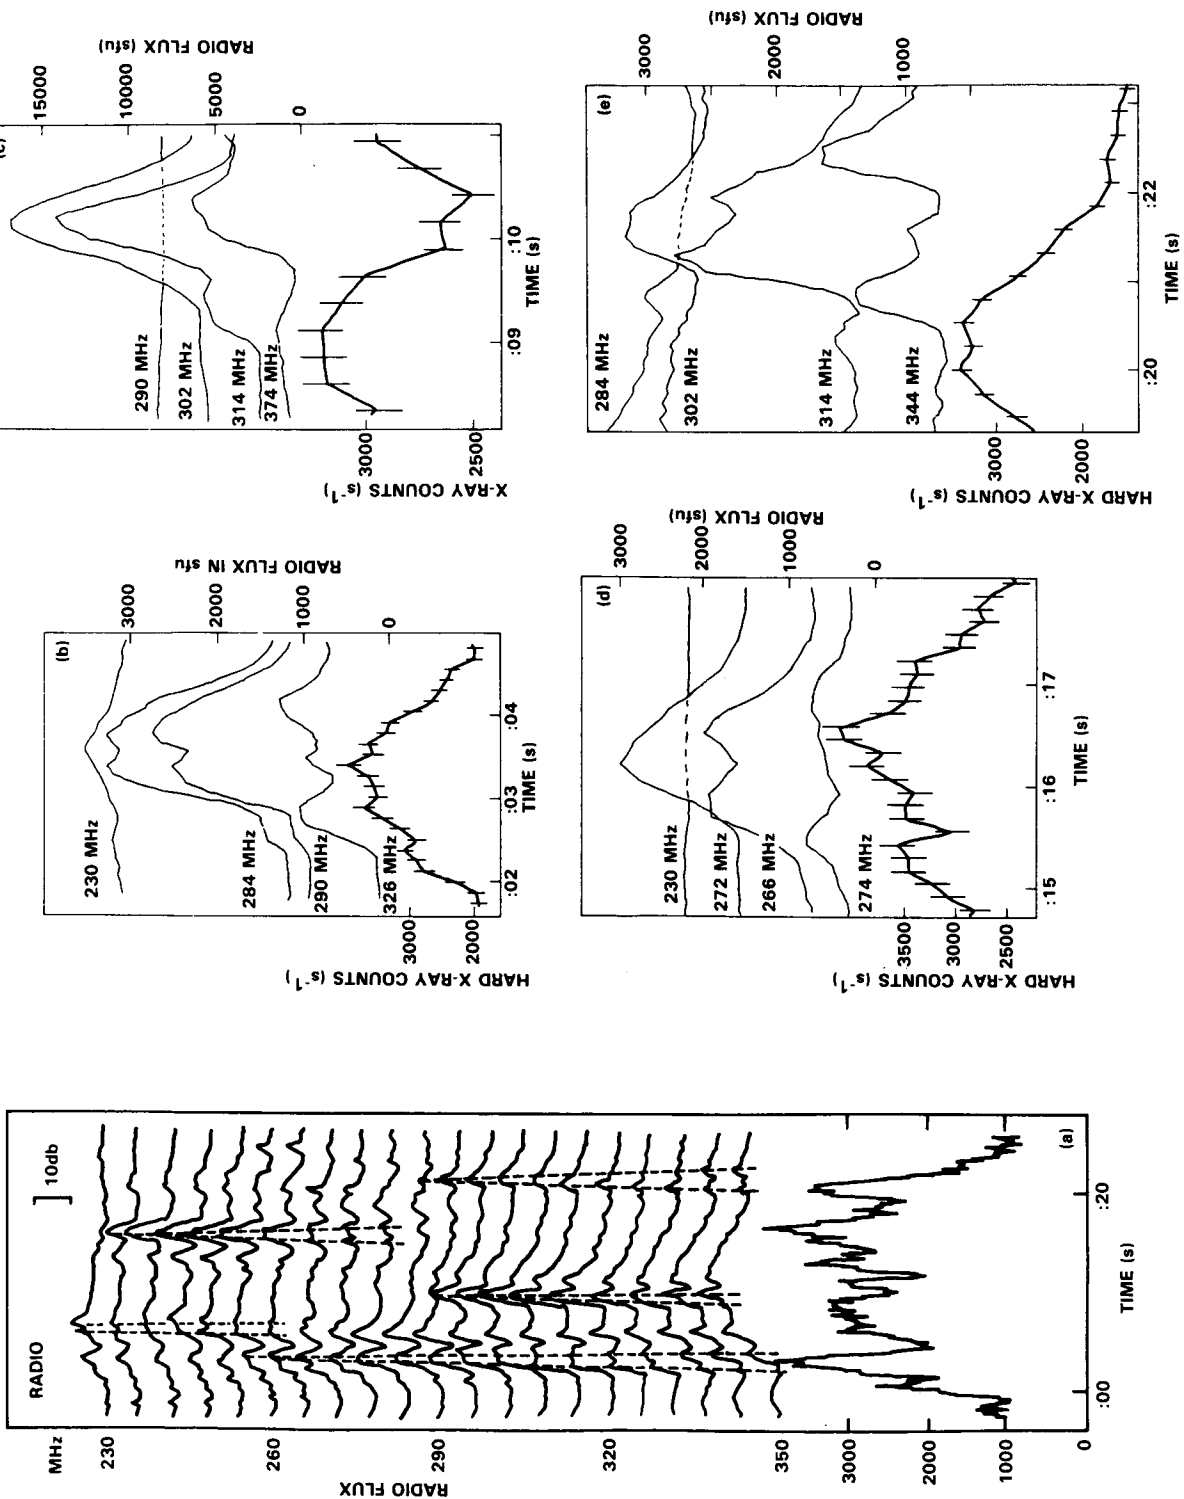 MHz
230
260
290
320
350
RADIO FLUX
RADIO
10db
3000
2000
1000
0
(a)
:00
:20
TIME (s)
(b)
230 MHz
284 MHz
290 MHz
326 MHz
3000
2000
1000
0
RADIO FLUX IN sfu
3000
2000
HARD X-RAY COUNTS (s⁻¹)
:02
:03
:04
TIME (s)
290 MHz
302 MHz
314 MHz
374 MHz
15000
10000
5000
0
RADIO FLUX (sfu)
3000
2500
X-RAY COUNTS (s⁻¹)
:09
:10
TIME (s)
(d)
230 MHz
272 MHz
266 MHz
274 MHz
3000
2000
1000
0
RADIO FLUX (sfu)
3500
3000
2500
HARD X-RAY COUNTS (s⁻¹)
:15
:16
:17
TIME (s)
(e)
284 MHz
302 MHz
314 MHz
344 MHz
3000
2000
1000
RADIO FLUX (sfu)
3000
2000
HARD X-RAY COUNTS (s⁻¹)
:20
:22
TIME (s)